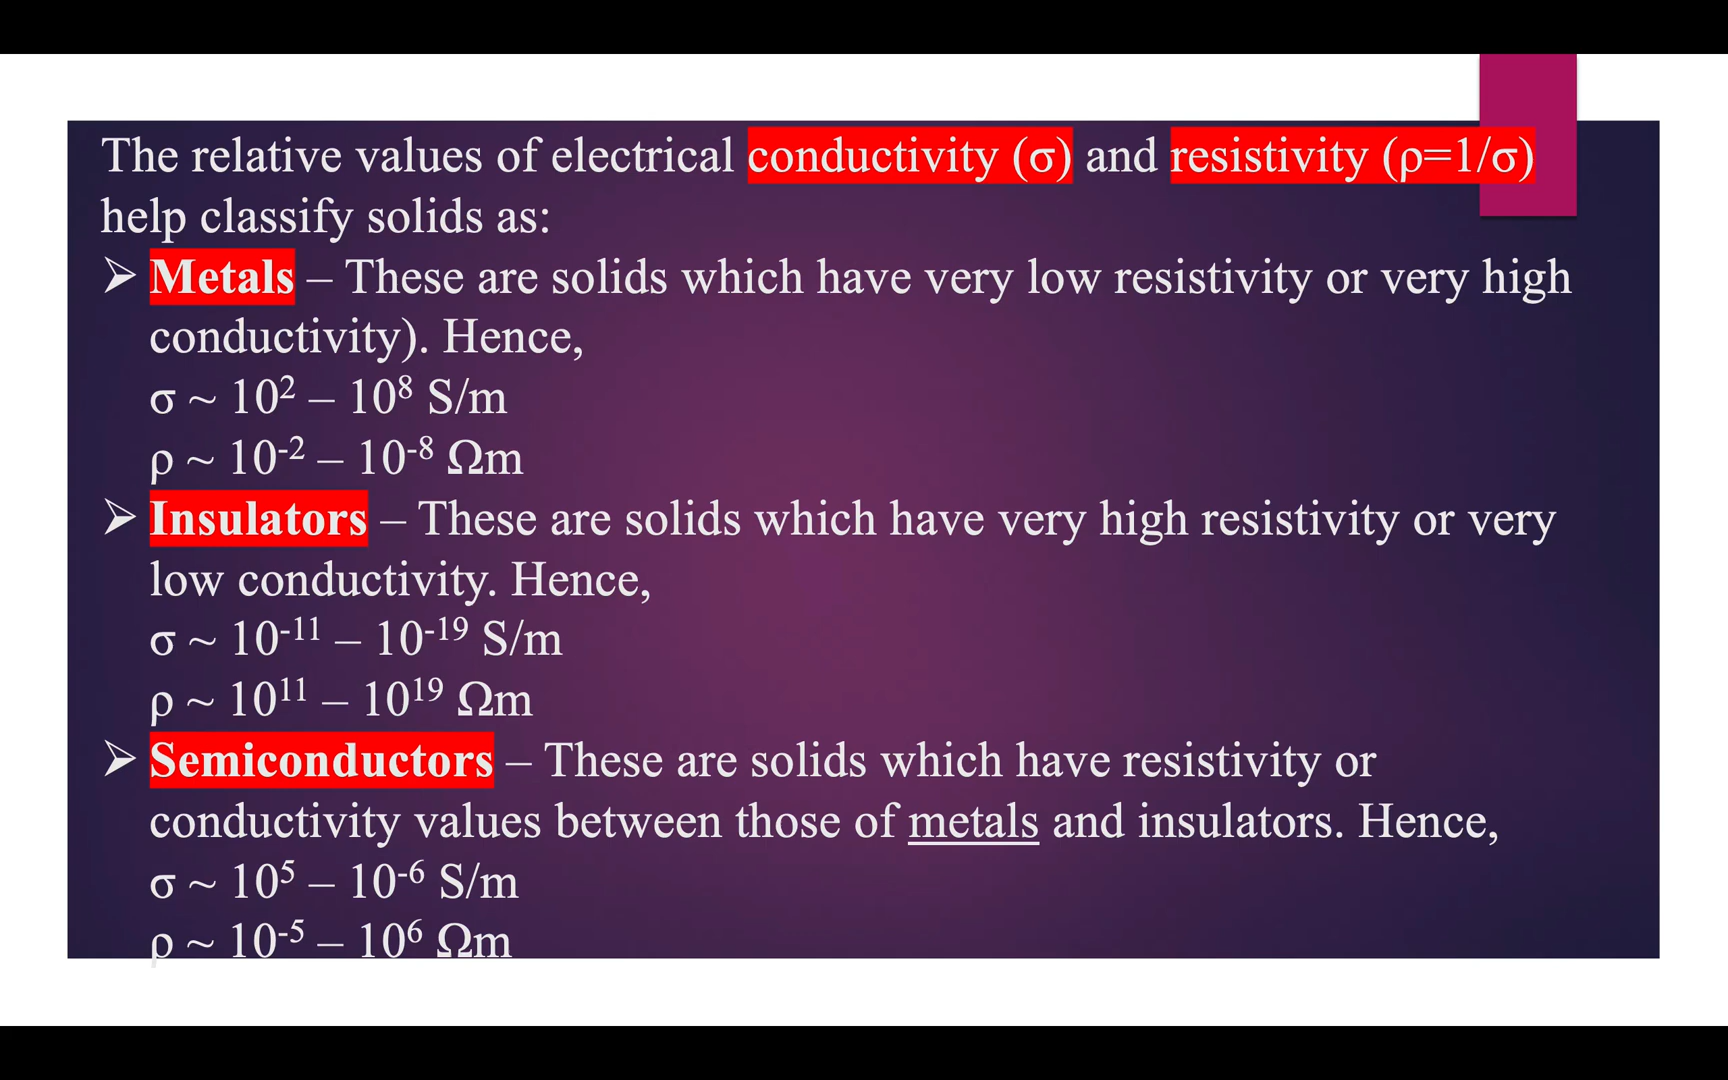 The relative values of electrical conductivity (σ) and resistivity (ρ=1/σ)
help classify solids as:
➢ Metals – These are solids which have very low resistivity or very high
conductivity). Hence,
σ ~ 10² – 10⁸ S/m
ρ ~ 10⁻² – 10⁻⁸ Ωm
➢ Insulators – These are solids which have very high resistivity or very
low conductivity. Hence,
σ ~ 10⁻¹¹ – 10⁻¹⁹ S/m
ρ ~ 10¹¹ – 10¹⁹ Ωm
➢ Semiconductors – These are solids which have resistivity or
conductivity values between those of metals and insulators. Hence,
σ ~ 10⁵ – 10⁻⁶ S/m
ρ ~ 10⁻⁵ – 10⁶ Ωm